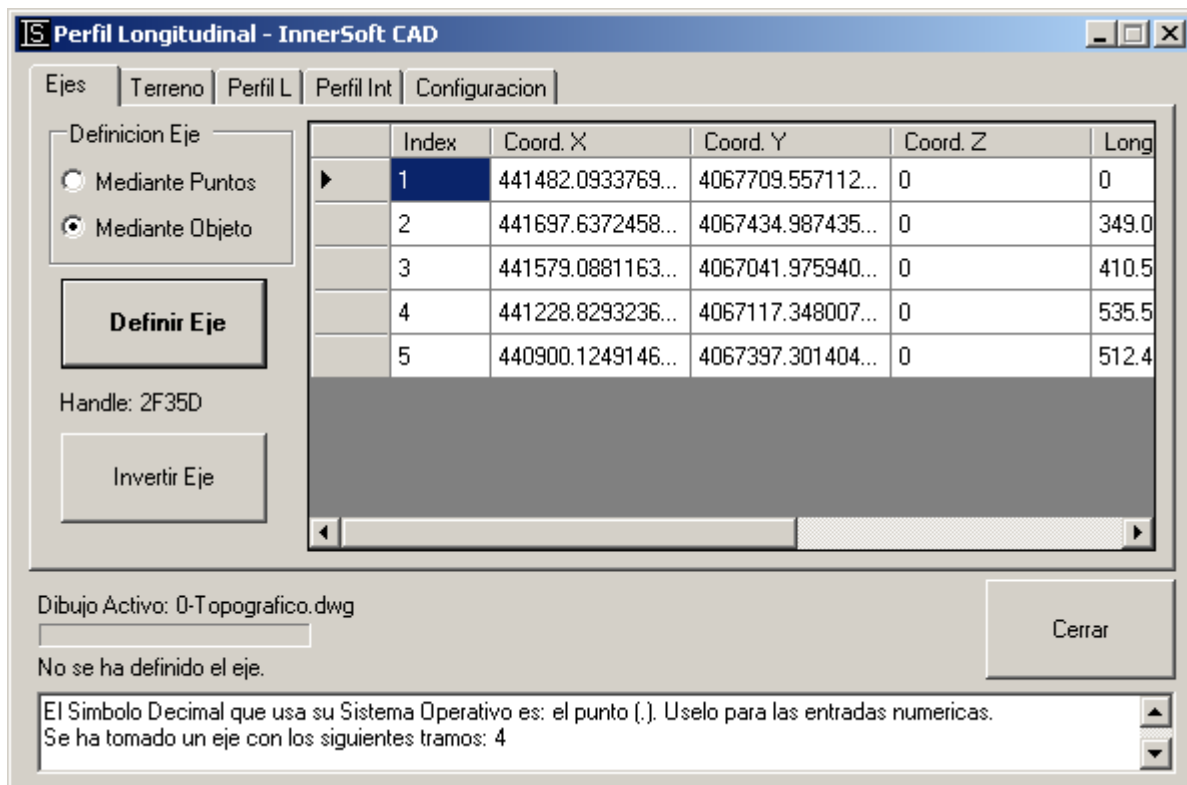 Perfil Longitudinal - InnerSoft CAD
Ejes Terreno Perfil L Perfil Int Configuracion
Definicion Eje
Mediante Puntos
Mediante Objeto
Definir Eje
Handle: 2F35D
Invertir Eje
Index Coord. X Coord. Y Coord. Z Long
1 441482.0933769... 4067709.557112... 0 0
2 441697.6372458... 4067434.987435... 0 349.0
3 441579.0881163... 4067041.975940... 0 410.5
4 441228.8293236... 4067117.348007... 0 535.5
5 440900.1249146... 4067397.301404... 0 512.4
Dibujo Activo: 0-Topografico.dwg
No se ha definido el eje.
Cerrar
El Simbolo Decimal que usa su Sistema Operativo es: el punto (.). Uselo para las entradas numericas.
Se ha tomado un eje con los siguientes tramos: 4